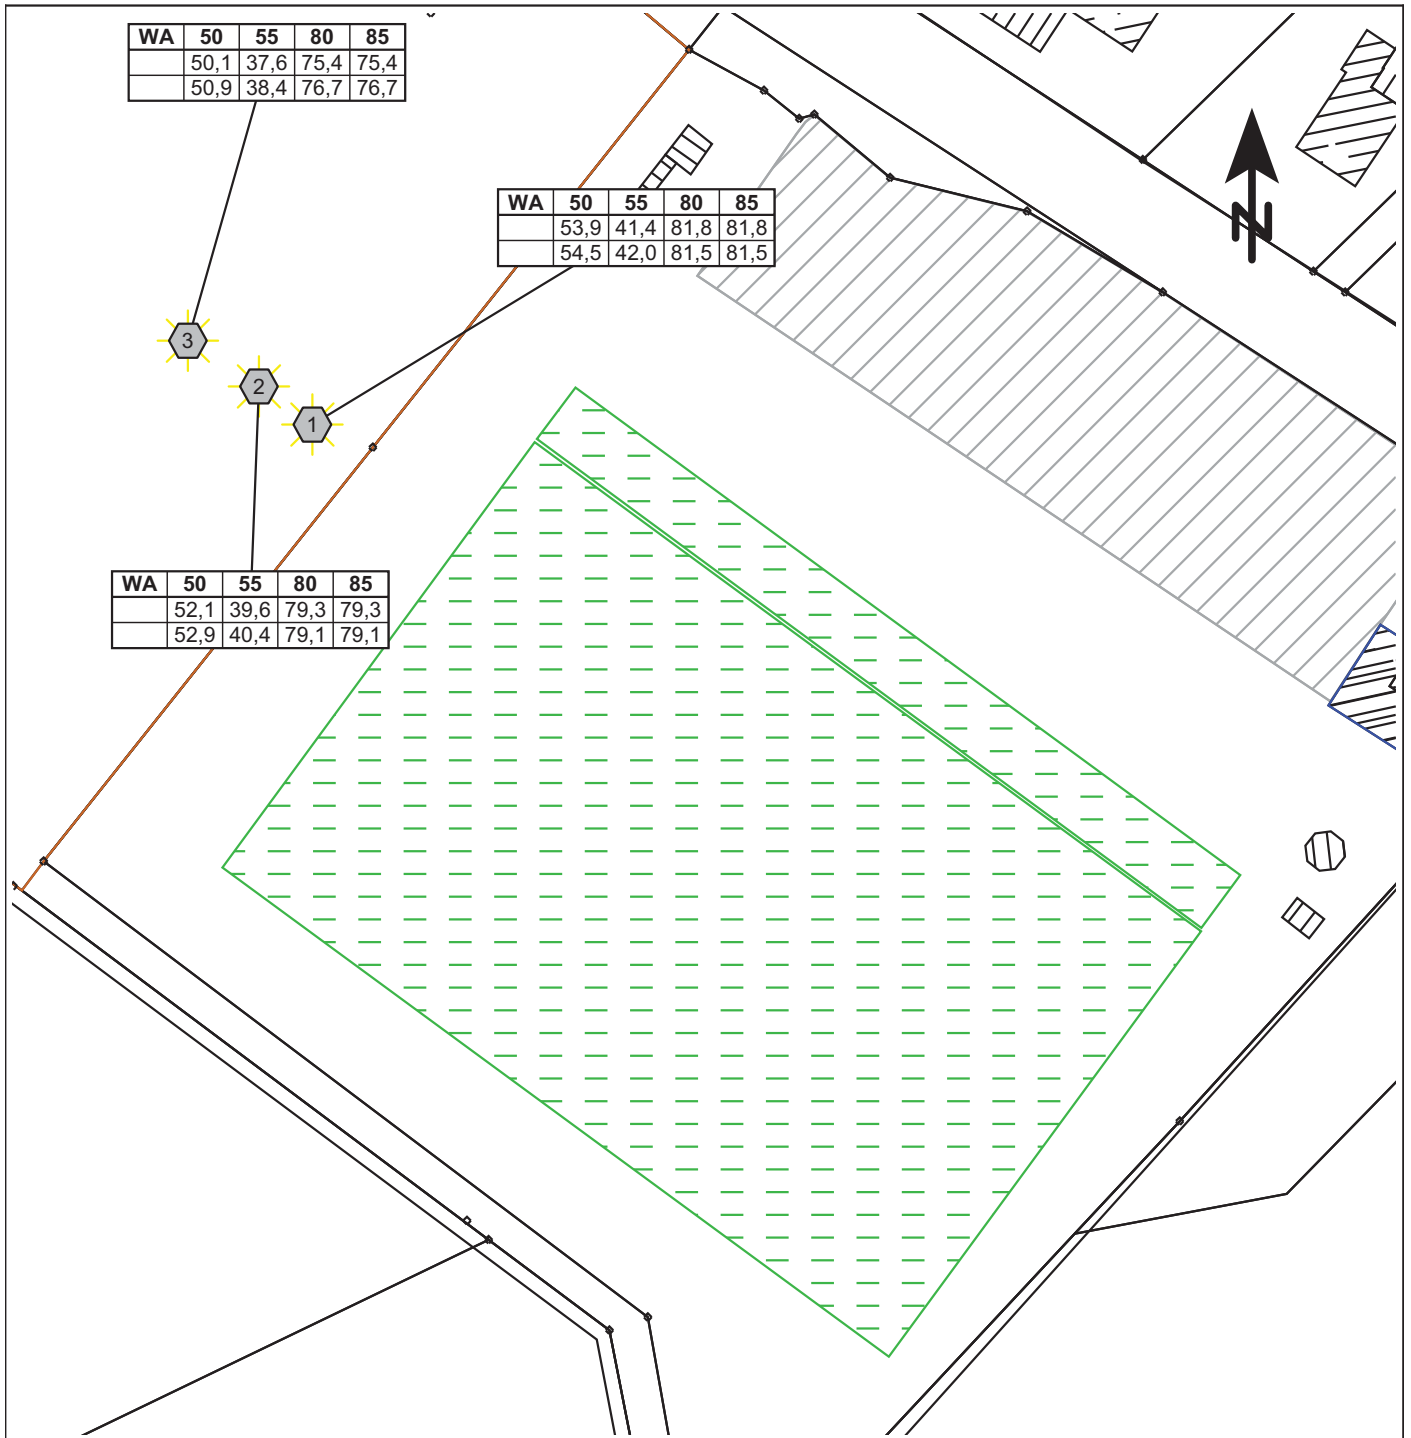 WA 50 55 80 85
50,1 37,6 75,4 75,4
50,9 38,4 76,7 76,7
WA 50 55 80 85
53,9 41,4 81,8 81,8
54,5 42,0 81,5 81,5
N
3
2
1
WA 50 55 80 85
52,1 39,6 79,3 79,3
52,9 40,4 79,1 79,1